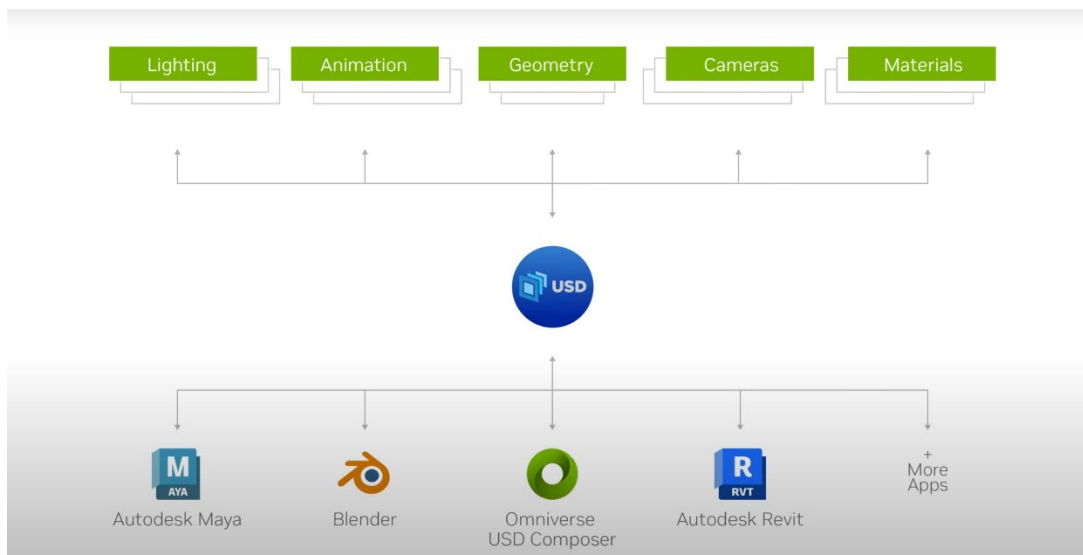 Lighting
Animation
Geometry
Cameras
Materials
USD
M
AYA
R
RVT
+
More
Apps
Autodesk Maya
Blender
Omniverse
USD Composer
Autodesk Revit